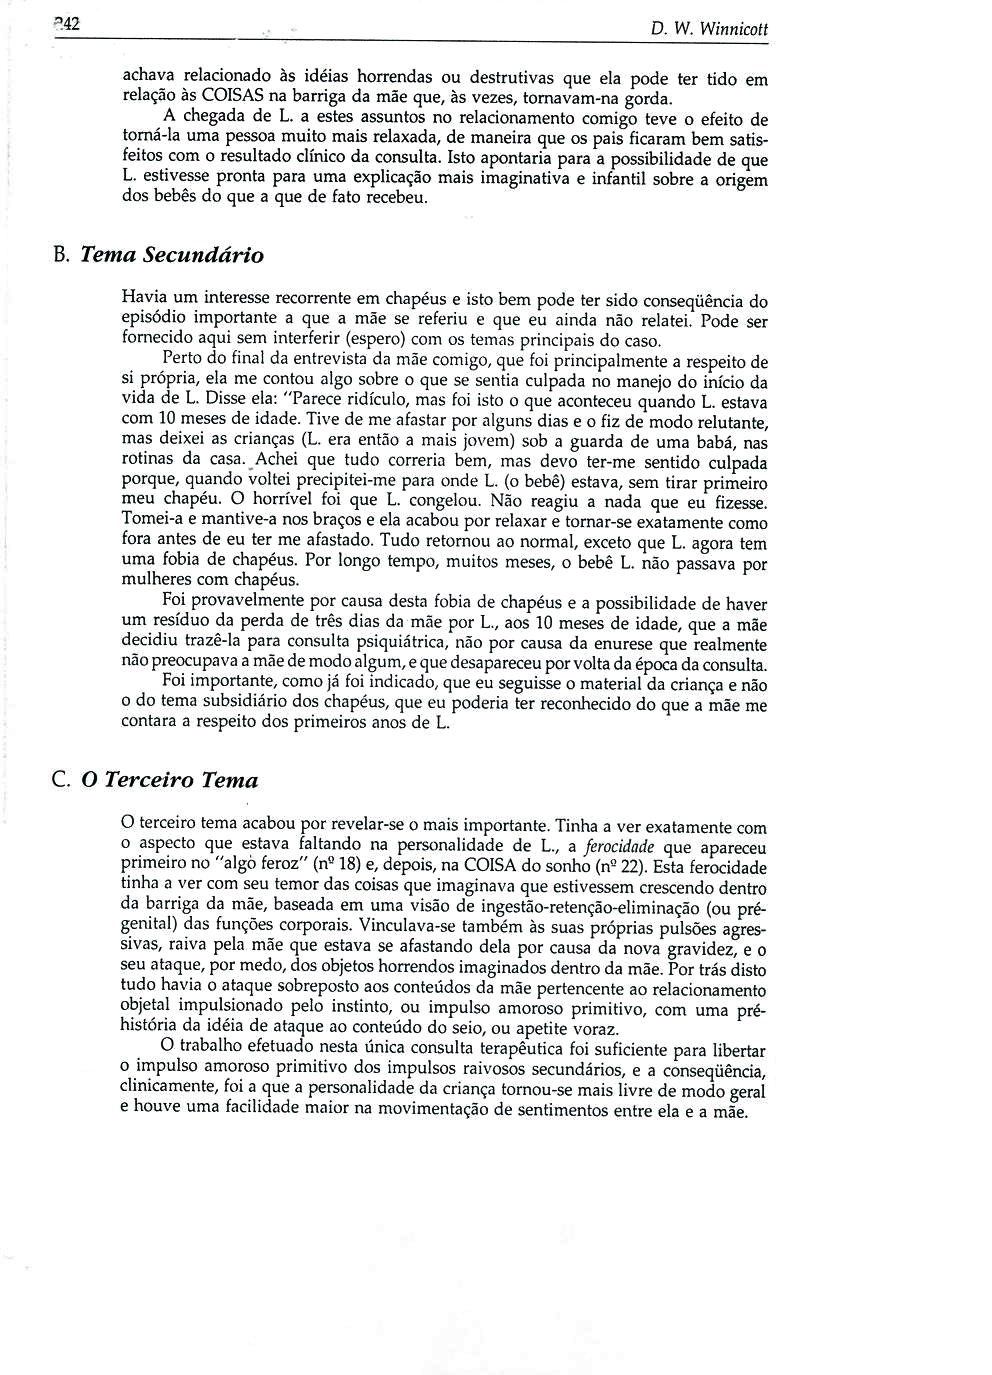 242
D. W. Winnicott
achava relacionado às idéias horrendas ou destrutivas que ela pode ter tido em
relação às COISAS na barriga da mãe que, às vezes, tornavam-na gorda.
A chegada de L. a estes assuntos no relacionamento comigo teve o efeito de
torná-la uma pessoa muito mais relaxada, de maneira que os pais ficaram bem satis-
feitos com o resultado clínico da consulta. Isto apontaria para a possibilidade de que
L. estivesse pronta para uma explicação mais imaginativa e infantil sobre a origem
dos bebês do que a que de fato recebeu.
B. Tema Secundário
Havia um interesse recorrente em chapéus e isto bem pode ter sido conseqüência do
episódio importante a que a mãe se referiu e que eu ainda não relatei. Pode ser
fornecido aqui sem interferir (espero) com os temas principais do caso.
Perto do final da entrevista da mãe comigo, que foi principalmente a respeito de
si própria, ela me contou algo sobre o que se sentia culpada no manejo do início da
vida de L. Disse ela: "Parece ridículo, mas foi isto o que aconteceu quando L. estava
com 10 meses de idade. Tive de me afastar por alguns dias e o fiz de modo relutante,
mas deixei as crianças (L. era então a mais jovem) sob a guarda de uma babá, nas
rotinas da casa. Achei que tudo correria bem, mas devo ter-me sentido culpada
porque, quando voltei precipitei-me para onde L. (o bebê) estava, sem tirar primeiro
meu chapéu. O horrível foi que L. congelou. Não reagiu a nada que eu fizesse.
Tomei-a e mantive-a nos braços e ela acabou por relaxar e tornar-se exatamente como
fora antes de eu ter me afastado. Tudo retornou ao normal, exceto que L. agora tem
uma fobia de chapéus. Por longo tempo, muitos meses, o bebê L. não passava por
mulheres com chapéus.
Foi provavelmente por causa desta fobia de chapéus e a possibilidade de haver
um resíduo da perda de três dias da mãe por L., aos 10 meses de idade, que a mãe
decidiu trazê-la para consulta psiquiátrica, não por causa da enurese que realmente
não preocupava a mãe de modo algum, e que desapareceu por volta da época da consulta.
Foi importante, como já foi indicado, que eu seguisse o material da criança e não
o do tema subsidiário dos chapéus, que eu poderia ter reconhecido do que a mãe me
contara a respeito dos primeiros anos de L.
C. O Terceiro Tema
O terceiro tema acabou por revelar-se o mais importante. Tinha a ver exatamente com
o aspecto que estava faltando na personalidade de L., a ferocidade que apareceu
primeiro no "algo feroz" (nº 18) e, depois, na COISA do sonho (nº 22). Esta ferocidade
tinha a ver com seu temor das coisas que imaginava que estivessem crescendo dentro
da barriga da mãe, baseada em uma visão de ingestão-retenção-eliminação (ou pré-
genital) das funções corporais. Vinculava-se também às suas próprias pulsões agres-
sivas, raiva pela mãe que estava se afastando dela por causa da nova gravidez, e o
seu ataque, por medo, dos objetos horrendos imaginados dentro da mãe. Por trás disto
tudo havia o ataque sobreposto aos conteúdos da mãe pertencente ao relacionamento
objetal impulsionado pelo instinto, ou impulso amoroso primitivo, com uma pré-
história da idéia de ataque ao conteúdo do seio, ou apetite voraz.
O trabalho efetuado nesta única consulta terapêutica foi suficiente para libertar
o impulso amoroso primitivo dos impulsos raivosos secundários, e a conseqüência,
clinicamente, foi a que a personalidade da criança tornou-se mais livre de modo geral
e houve uma facilidade maior na movimentação de sentimentos entre ela e a mãe.